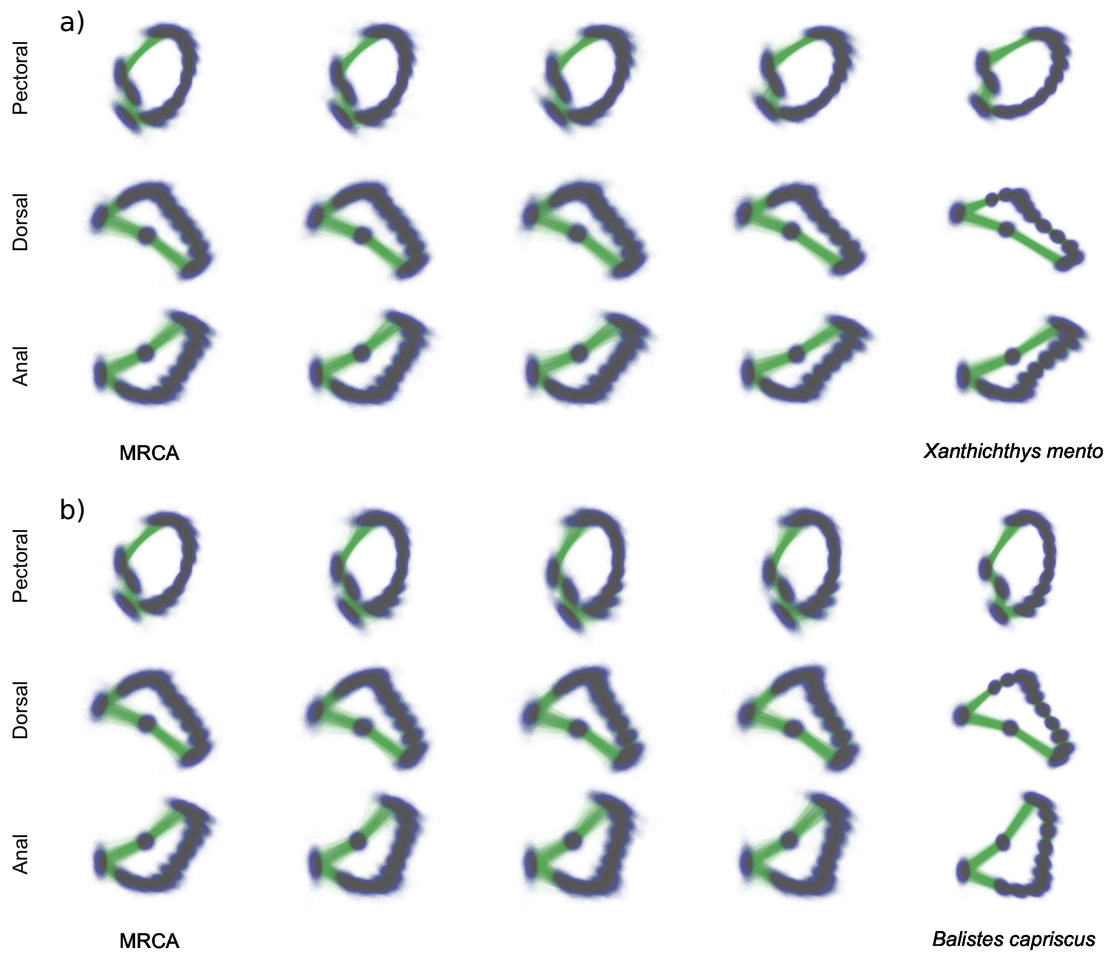 a)
Pectoral
Dorsal
Anal
MRCA
Xanthichthys mento
b)
Pectoral
Dorsal
Anal
MRCA
Balistes capriscus